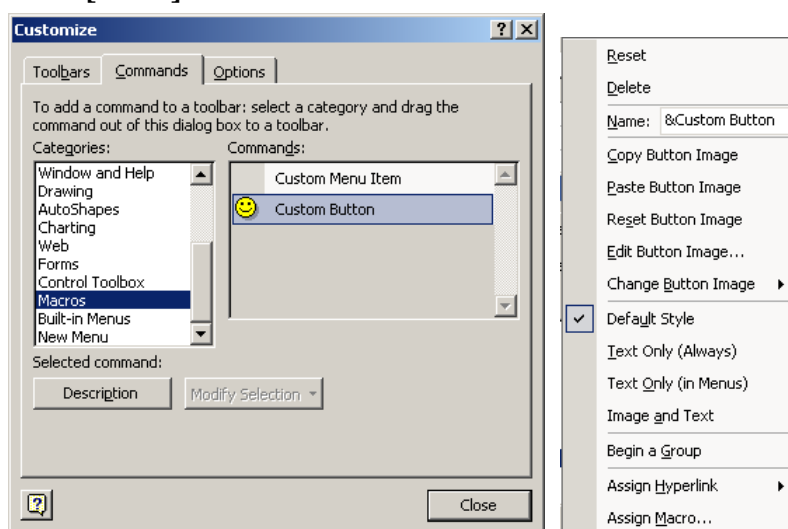 Customize
Toolbars Commands Options
To add a command to a toolbar: select a category and drag the
command out of this dialog box to a toolbar.
Categories:
Window and Help
Drawing
AutoShapes
Charting
Web
Forms
Control Toolbox
Macros
Built-in Menus
New Menu
Commands:
Custom Menu Item
Custom Button
Selected command:
Description Modify Selection
Close
Reset
Delete
Name: &Custom Button
Copy Button Image
Paste Button Image
Reset Button Image
Edit Button Image...
Change Button Image
Default Style
Text Only (Always)
Text Only (in Menus)
Image and Text
Begin a Group
Assign Hyperlink
Assign Macro...